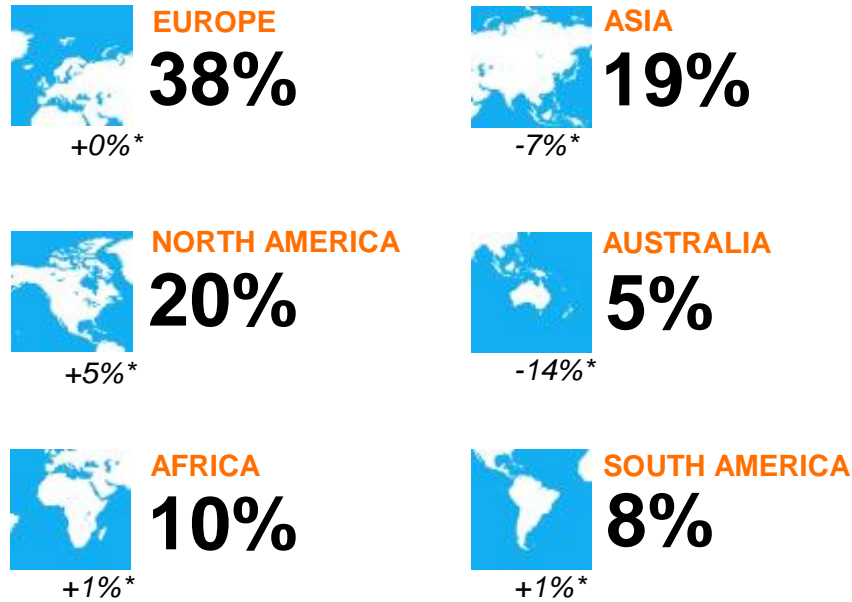 EUROPE
38%
+0%*
ASIA
19%
-7%*
NORTH AMERICA
20%
+5%*
AUSTRALIA
5%
-14%*
AFRICA
10%
+1%*
SOUTH AMERICA
8%
+1%*